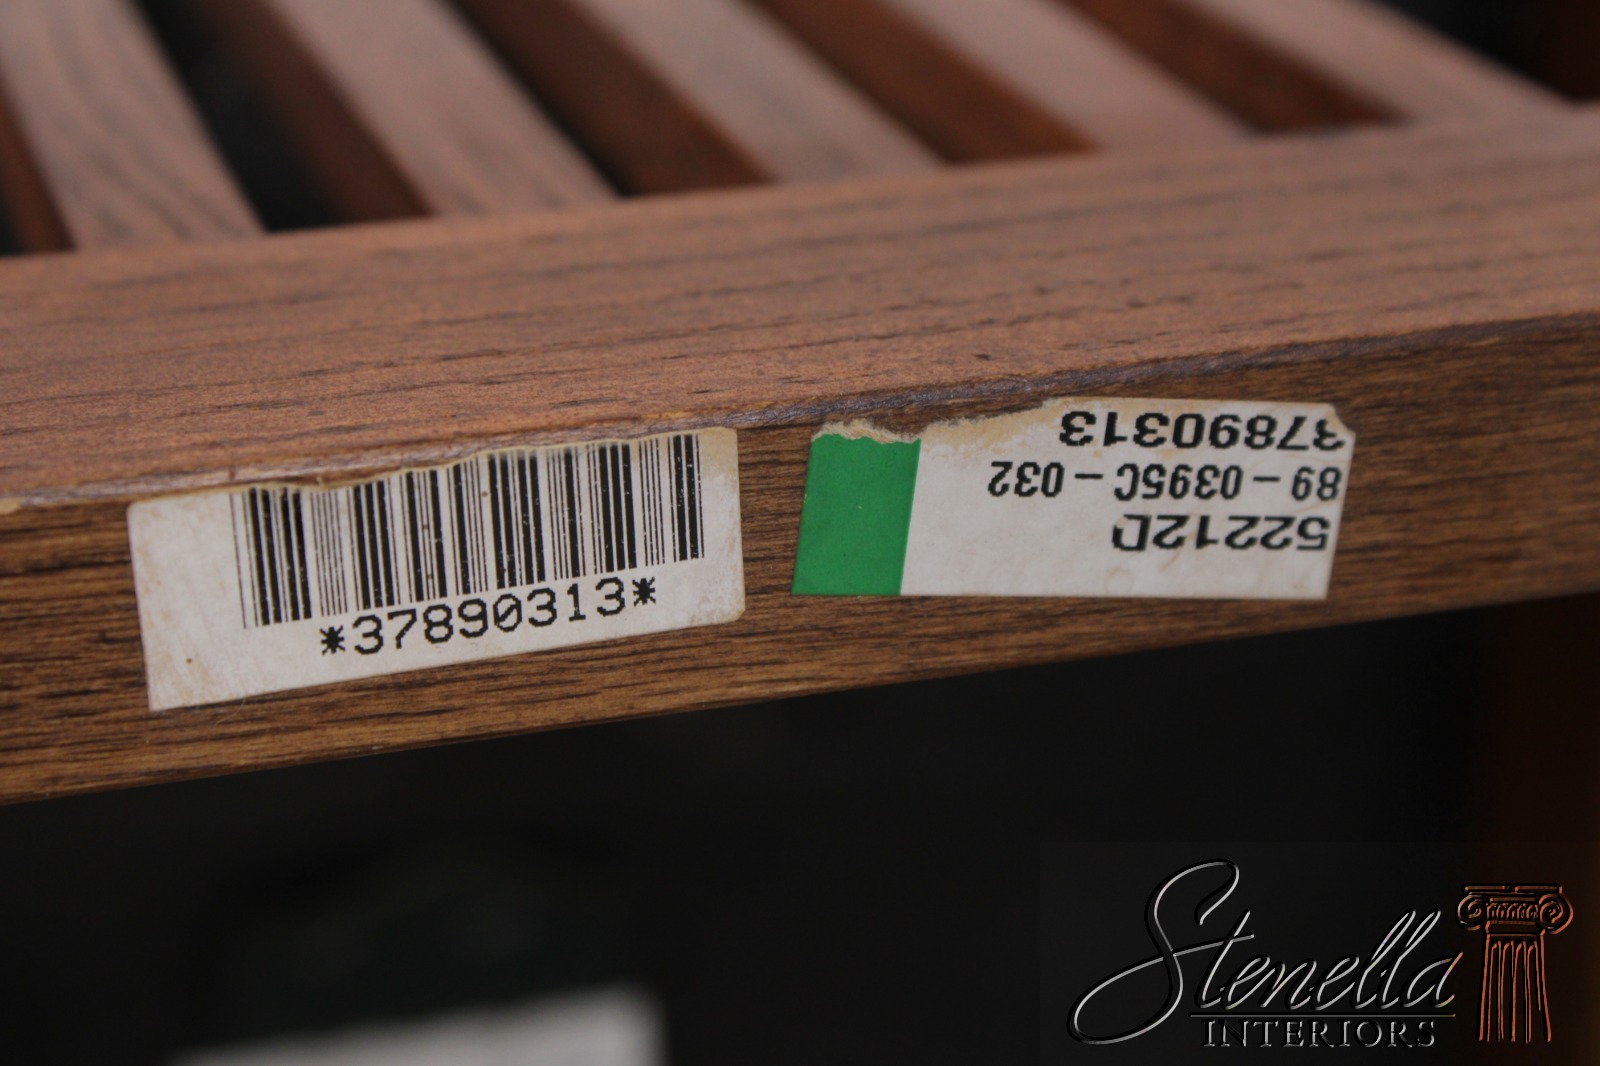 *37890313*
37890313
89-0395C-032
52212D
Stenella
INTERIORS